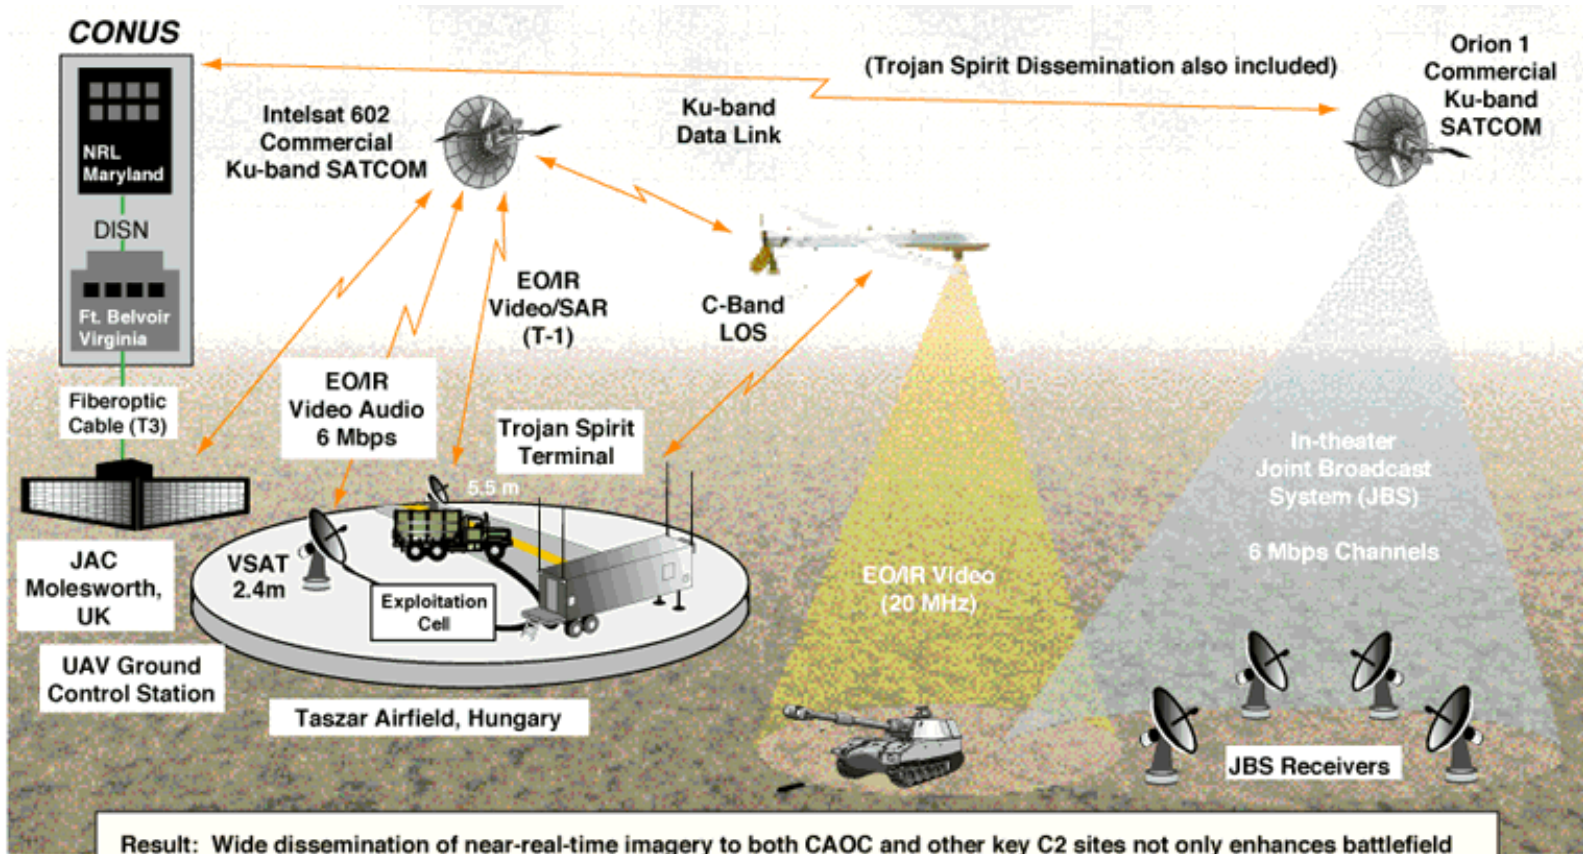 CONUS
NRL
Maryland
DISN
Ft. Belvoir
Virginia
Fiberoptic
Cable (T3)
JAC
Molesworth,
UK
UAV Ground
Control Station
Intelsat 602
Commercial
Ku-band SATCOM
Ku-band
Data Link
(Trojan Spirit Dissemination also included)
Orion 1
Commercial
Ku-band
SATCOM
EO/IR
Video/SAR
(T-1)
C-Band
LOS
EO/IR
Video Audio
6 Mbps
Trojan Spirit
Terminal
5.5 m
VSAT
2.4m
Exploitation
Cell
Taszar Airfield, Hungary
EO/IR Video
(20 MHz)
In-theater
Joint Broadcast
System (JBS)
6 Mbps Channels
JBS Receivers
Result: Wide dissemination of near-real-time imagery to both CAOC and other key C2 sites not only enhances battlefield